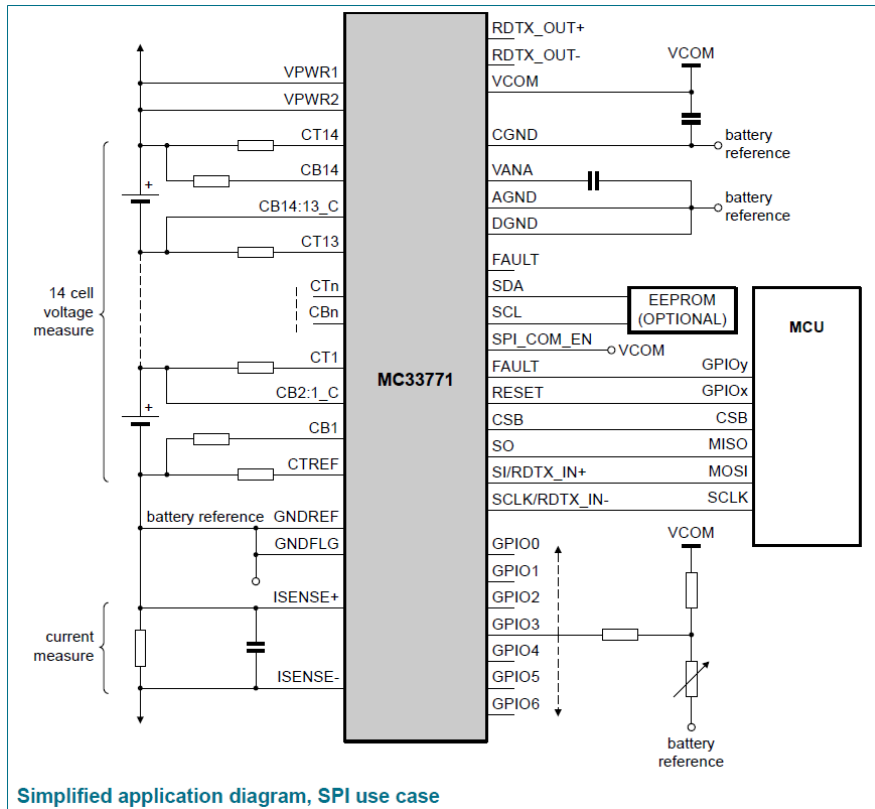 RDTX_OUT+
RDTX_OUT-
VCOM
VCOM
VPWR1
VPWR2
CT14
CGND
battery
reference
CB14
VANA
+
CB14:13_C
AGND
battery
reference
DGND
CT13
FAULT
14 cell
voltage
measure
CTn
SDA
EEPROM
(OPTIONAL)
CBn
SCL
MCU
SPI_COM_EN
VCOM
CT1
MC33771
FAULT
GPIOy
CB2:1_C
RESET
GPIOx
+
CSB
CSB
CB1
SO
MISO
CTREF
SI/RDTX_IN+
MOSI
SCLK/RDTX_IN-
SCLK
battery reference
GNDREF
VCOM
GNDFLG
GPIO0
GPIO1
ISENSE+
GPIO2
current
measure
GPIO3
GPIO4
ISENSE-
GPIO5
GPIO6
battery
reference
Simplified application diagram, SPI use case